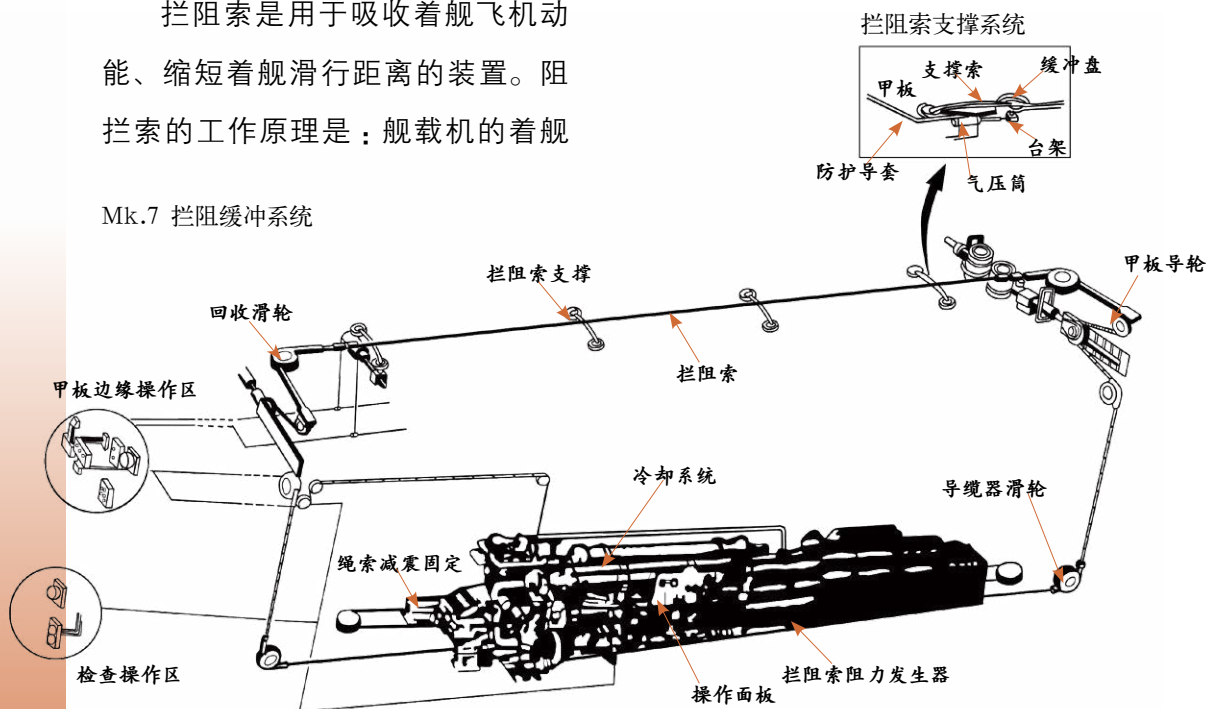 拦阻索是用于吸收着舰飞机动
能、缩短着舰滑行距离的装置。阻
拦索的工作原理是：舰载机的着舰
Mk.7 拦阻缓冲系统
拦阻索支撑系统
支撑索
缓冲盘
甲板
台架
防护导套
气压筒
甲板导轮
拦阻索支撑
回收滑轮
拦阻索
甲板边缘操作区
冷却系统
导缆器滑轮
绳索减震固定
检查操作区
拦阻索阻力发生器
操作面板